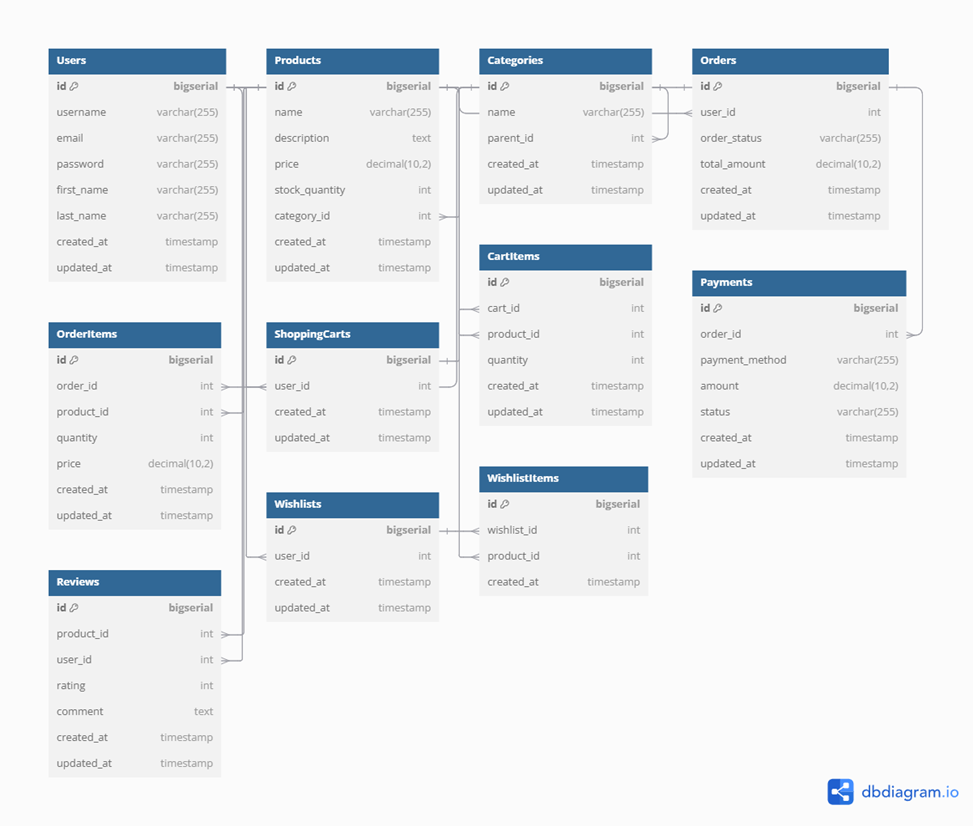 Users
id bigserial
username varchar(255)
email varchar(255)
password varchar(255)
first_name varchar(255)
last_name varchar(255)
created_at timestamp
updated_at timestamp
Products
id bigserial
name varchar(255)
description text
price decimal(10,2)
stock_quantity int
category_id int
created_at timestamp
updated_at timestamp
Categories
id bigserial
name varchar(255)
parent_id int
created_at timestamp
updated_at timestamp
Orders
id bigserial
user_id int
order_status varchar(255)
total_amount decimal(10,2)
created_at timestamp
updated_at timestamp
CartItems
id bigserial
cart_id int
product_id int
quantity int
created_at timestamp
updated_at timestamp
Payments
id bigserial
order_id int
payment_method varchar(255)
amount decimal(10,2)
status varchar(255)
created_at timestamp
updated_at timestamp
OrderItems
id bigserial
order_id int
product_id int
quantity int
price decimal(10,2)
created_at timestamp
updated_at timestamp
ShoppingCarts
id bigserial
user_id int
created_at timestamp
updated_at timestamp
Wishlists
id bigserial
user_id int
created_at timestamp
updated_at timestamp
WishlistItems
id bigserial
wishlist_id int
product_id int
created_at timestamp
Reviews
id bigserial
product_id int
user_id int
rating int
comment text
created_at timestamp
updated_at timestamp
dbdiagram.io